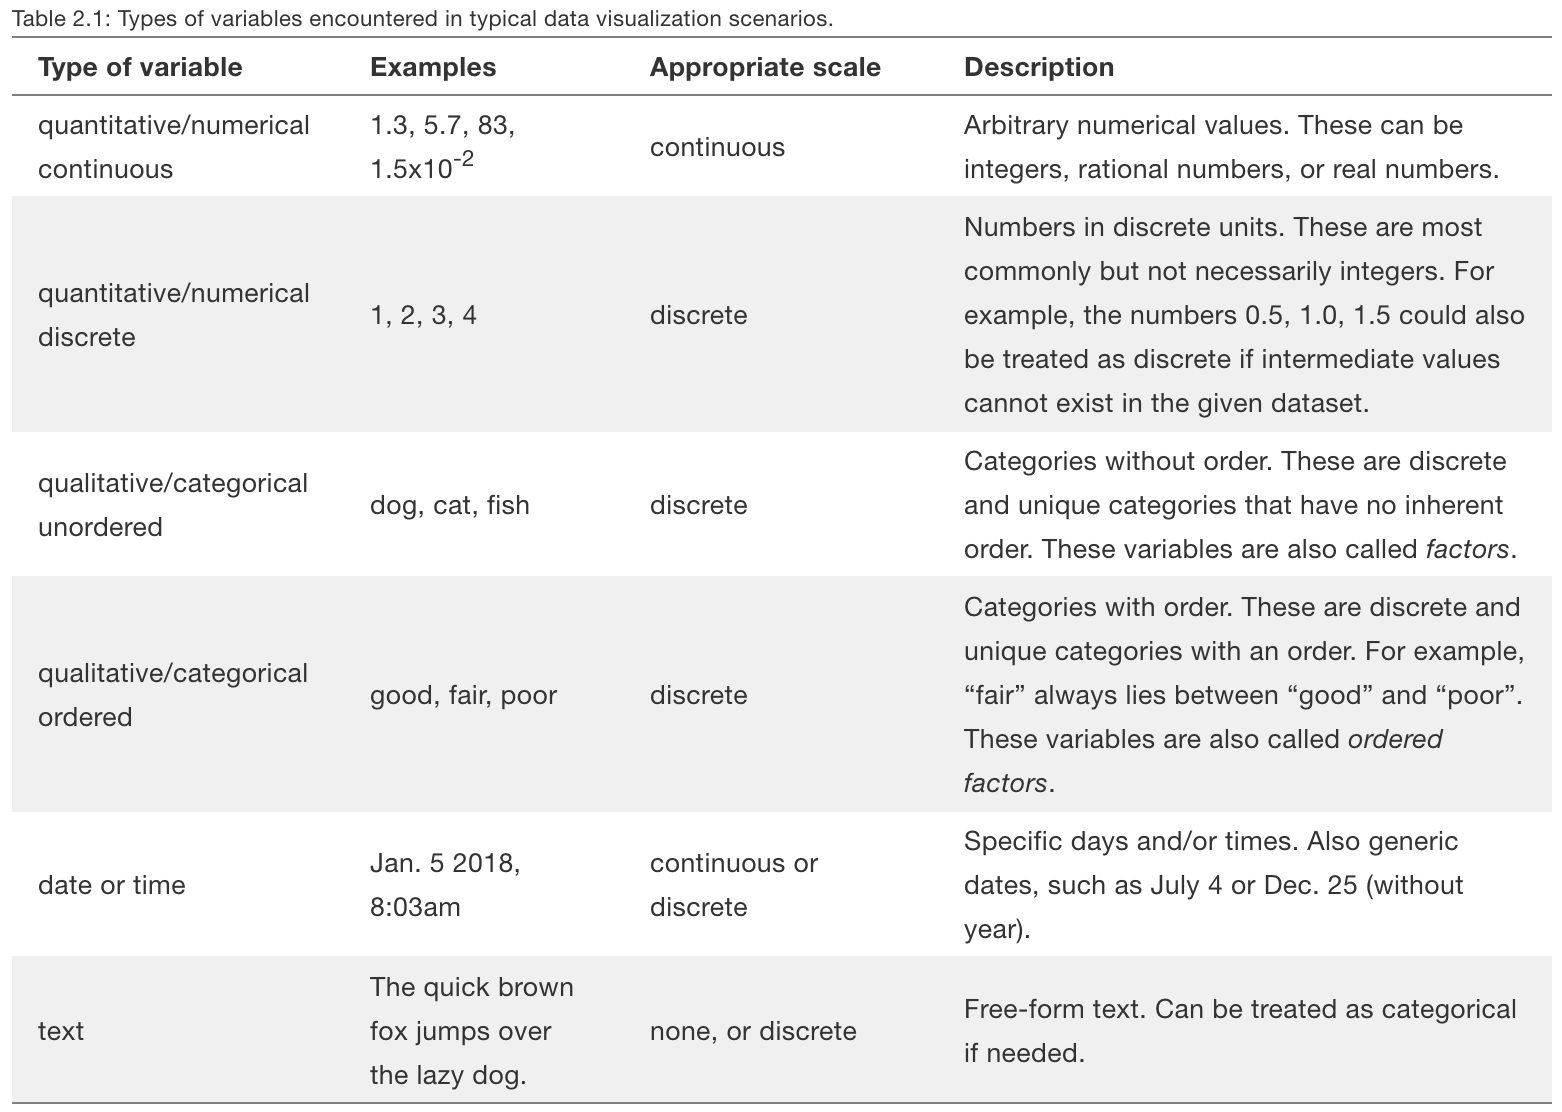 Table 2.1: Types of variables encountered in typical data visualization scenarios.
Type of variable Examples Appropriate scale Description
quantitative/numerical
continuous
1.3, 5.7, 83,
1.5x10-2
continuous
Arbitrary numerical values. These can be
integers, rational numbers, or real numbers.
quantitative/numerical
discrete
1, 2, 3, 4
discrete
Numbers in discrete units. These are most
commonly but not necessarily integers. For
example, the numbers 0.5, 1.0, 1.5 could also
be treated as discrete if intermediate values
cannot exist in the given dataset.
qualitative/categorical
unordered
dog, cat, fish
discrete
Categories without order. These are discrete
and unique categories that have no inherent
order. These variables are also called factors.
qualitative/categorical
ordered
good, fair, poor
discrete
Categories with order. These are discrete and
unique categories with an order. For example,
“fair” always lies between “good” and “poor”.
These variables are also called ordered
factors.
date or time
Jan. 5 2018,
8:03am
continuous or
discrete
Specific days and/or times. Also generic
dates, such as July 4 or Dec. 25 (without
year).
text
The quick brown
fox jumps over
the lazy dog.
none, or discrete
Free-form text. Can be treated as categorical
if needed.